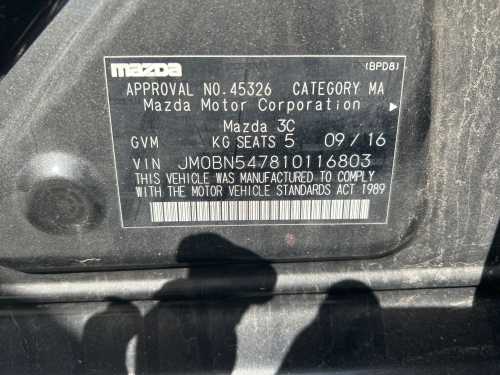 mazda (BPD8)
APPROVAL NO.45326 CATEGORY MA
Mazda Motor Corporation
Mazda 3C
GVM KG SEATS 5 09/16
VIN JM0BN547810116803
THIS VEHICLE WAS MANUFACTURED TO COMPLY
WITH THE MOTOR VEHICLE STANDARDS ACT 1989